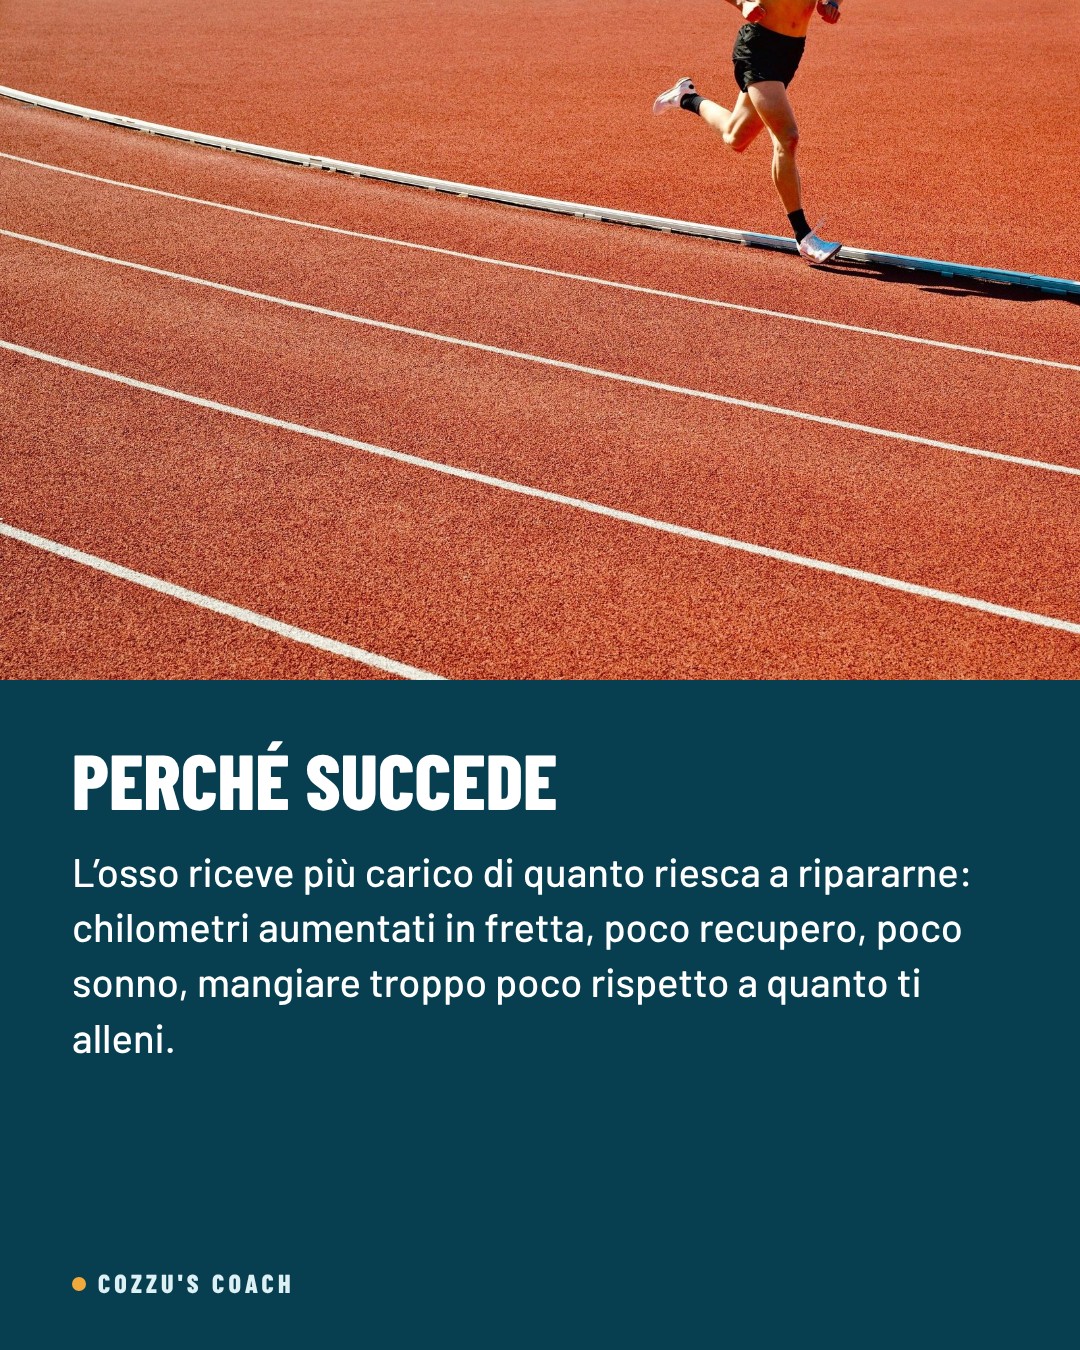 PERCHÉ SUCCEDE
L’osso riceve più carico di quanto riesca a ripararne:
chilometri aumentati in fretta, poco recupero, poco
sonno, mangiare troppo poco rispetto a quanto ti
alleni.
COZZU'S COACH